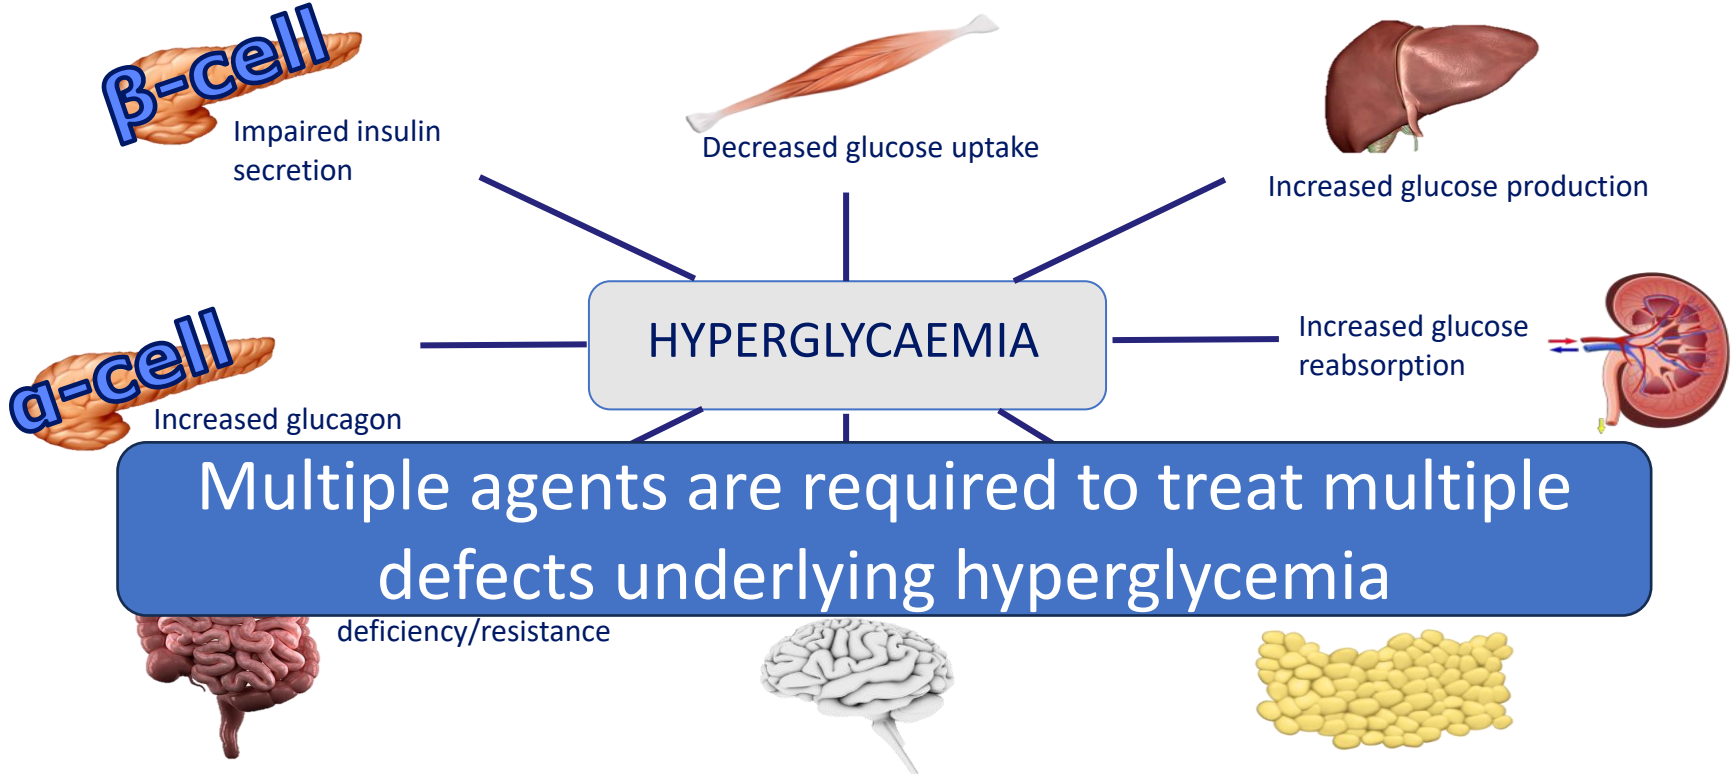 β-cell
Impaired insulin
secretion
Decreased glucose uptake
Increased glucose production
HYPERGLYCAEMIA
Increased glucose
reabsorption
α-cell
Increased glucagon
Multiple agents are required to treat multiple
defects underlying hyperglycemia
deficiency/resistance